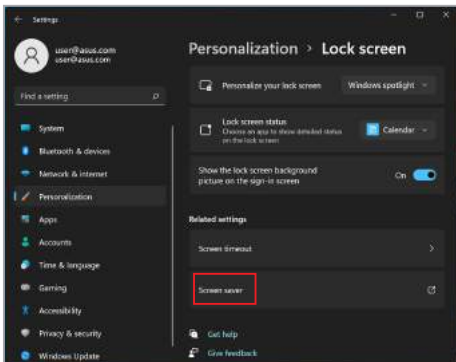 Settings
user@asus.com
user@asus.com
Find a setting
System
Bluetooth & devices
Network & internet
Personalization
Apps
Accounts
Time & language
Gaming
Accessibility
Privacy & security
Windows Update
Personalization > Lock screen
Personalize your lock screen
Windows spotlight
Lock screen status
Choose an app to show detailed status
on the lock screen
Calendar
Show the lock screen background
picture on the sign-in screen
On
Related settings
Screen timeout
Screen saver
Get help
Give feedback